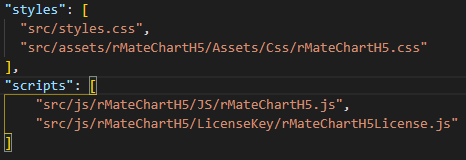 "styles": [
"src/styles.css",
"src/assets/rMateChartH5/Assets/Css/rMateChartH5.css"
],
"scripts": [
"src/js/rMateChartH5/JS/rMateChartH5.js",
"src/js/rMateChartH5/LicenseKey/rMateChartH5License.js"
]